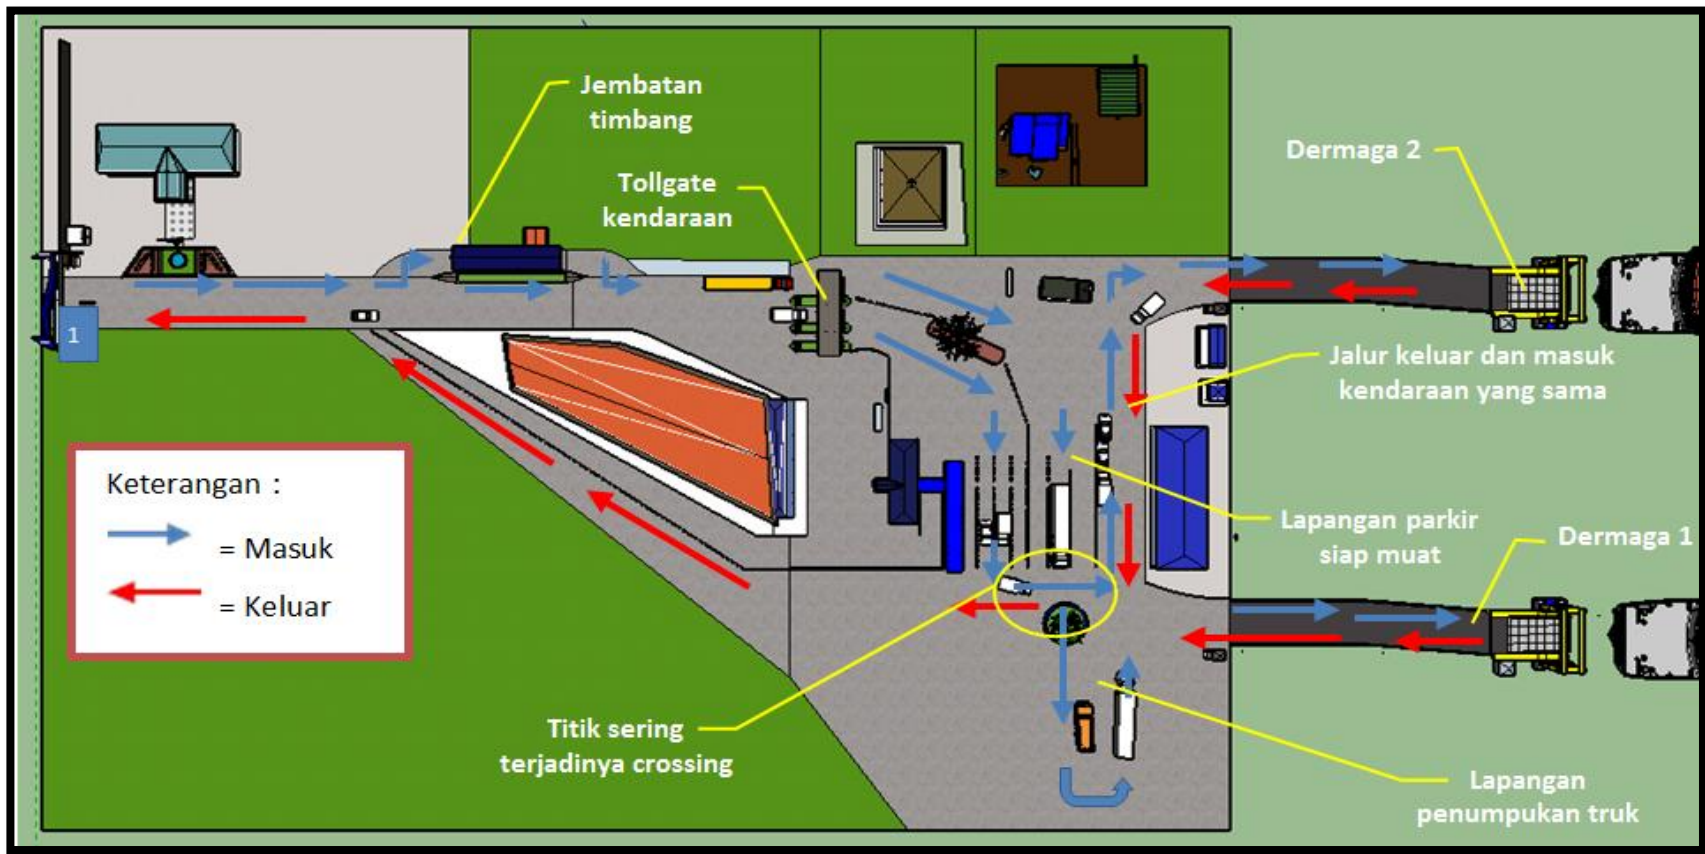 Jembatan
timbang
Tollgate
kendaraan
Dermaga 2
1
Jalur keluar dan masuk
kendaraan yang sama
Keterangan :
= Masuk
= Keluar
Lapangan parkir
siap muat
Dermaga 1
Titik sering
terjadinya crossing
Lapangan
penumpukan truk